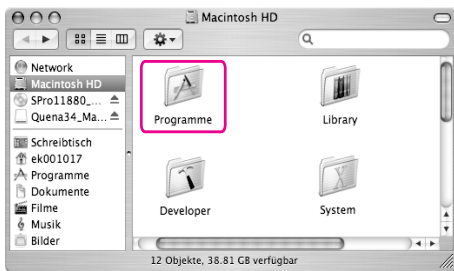 Macintosh HD
Network
Macintosh HD
SPro11880_...
Quena34_Ma...
Schreibtisch
ek001017
Programme
Dokumente
Filme
Musik
Bilder
Programme
Library
Developer
System
12 Objekte, 38.81 GB verfügbar